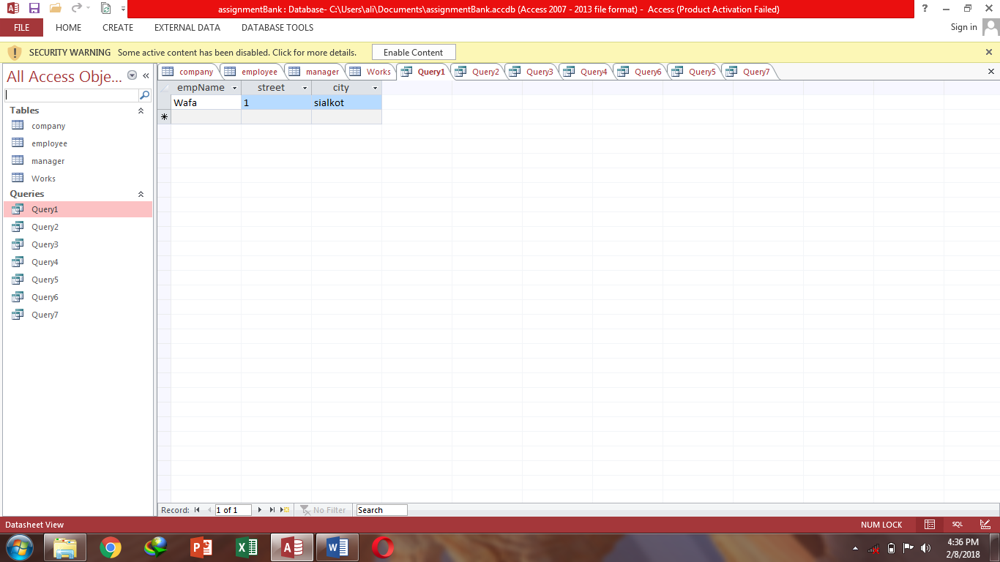 assignmentBank : Database- C:\Users\ali\Documents\assignmentBank.accdb (Access 2007 - 2013 file format) - Access (Product Activation Failed)
FILE HOME CREATE EXTERNAL DATA DATABASE TOOLS Sign in
SECURITY WARNING Some active content has been disabled. Click for more details. Enable Content
All Access Obje...
Tables
company
employee
manager
Works
Queries
Query1
Query2
Query3
Query4
Query5
Query6
Query7
company employee manager Works Query1 Query2 Query3 Query4 Query6 Query5 Query7
empName street city
Wafa 1 sialkot
Record: 1 of 1 No Filter Search
Datasheet View NUM LOCK SQL
4:36 PM
2/8/2018